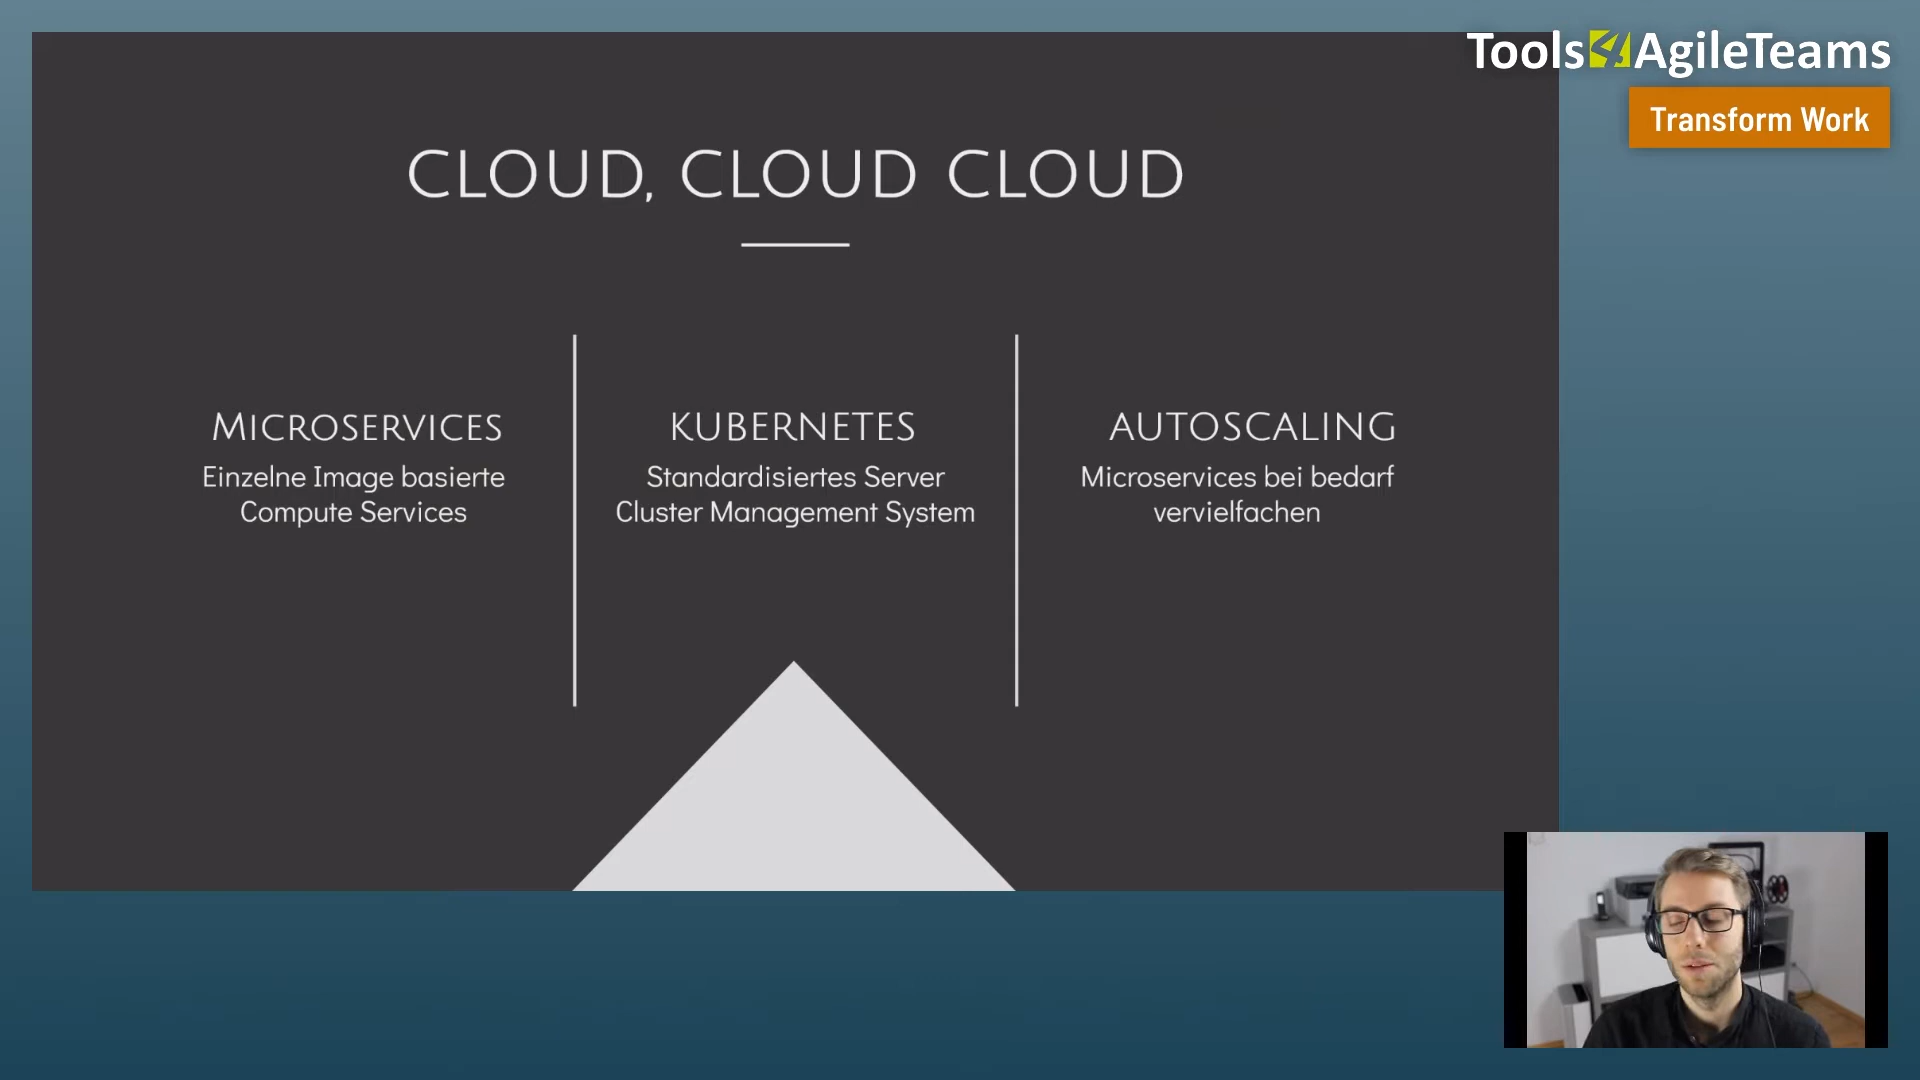 Tools4AgileTeams
Transform Work
CLOUD, CLOUD CLOUD
MICROSERVICES
Einzelne Image basierte
Compute Services
KUBERNETES
Standardisiertes Server
Cluster Management System
AUTOSCALING
Microservices bei bedarf
vervielfachen